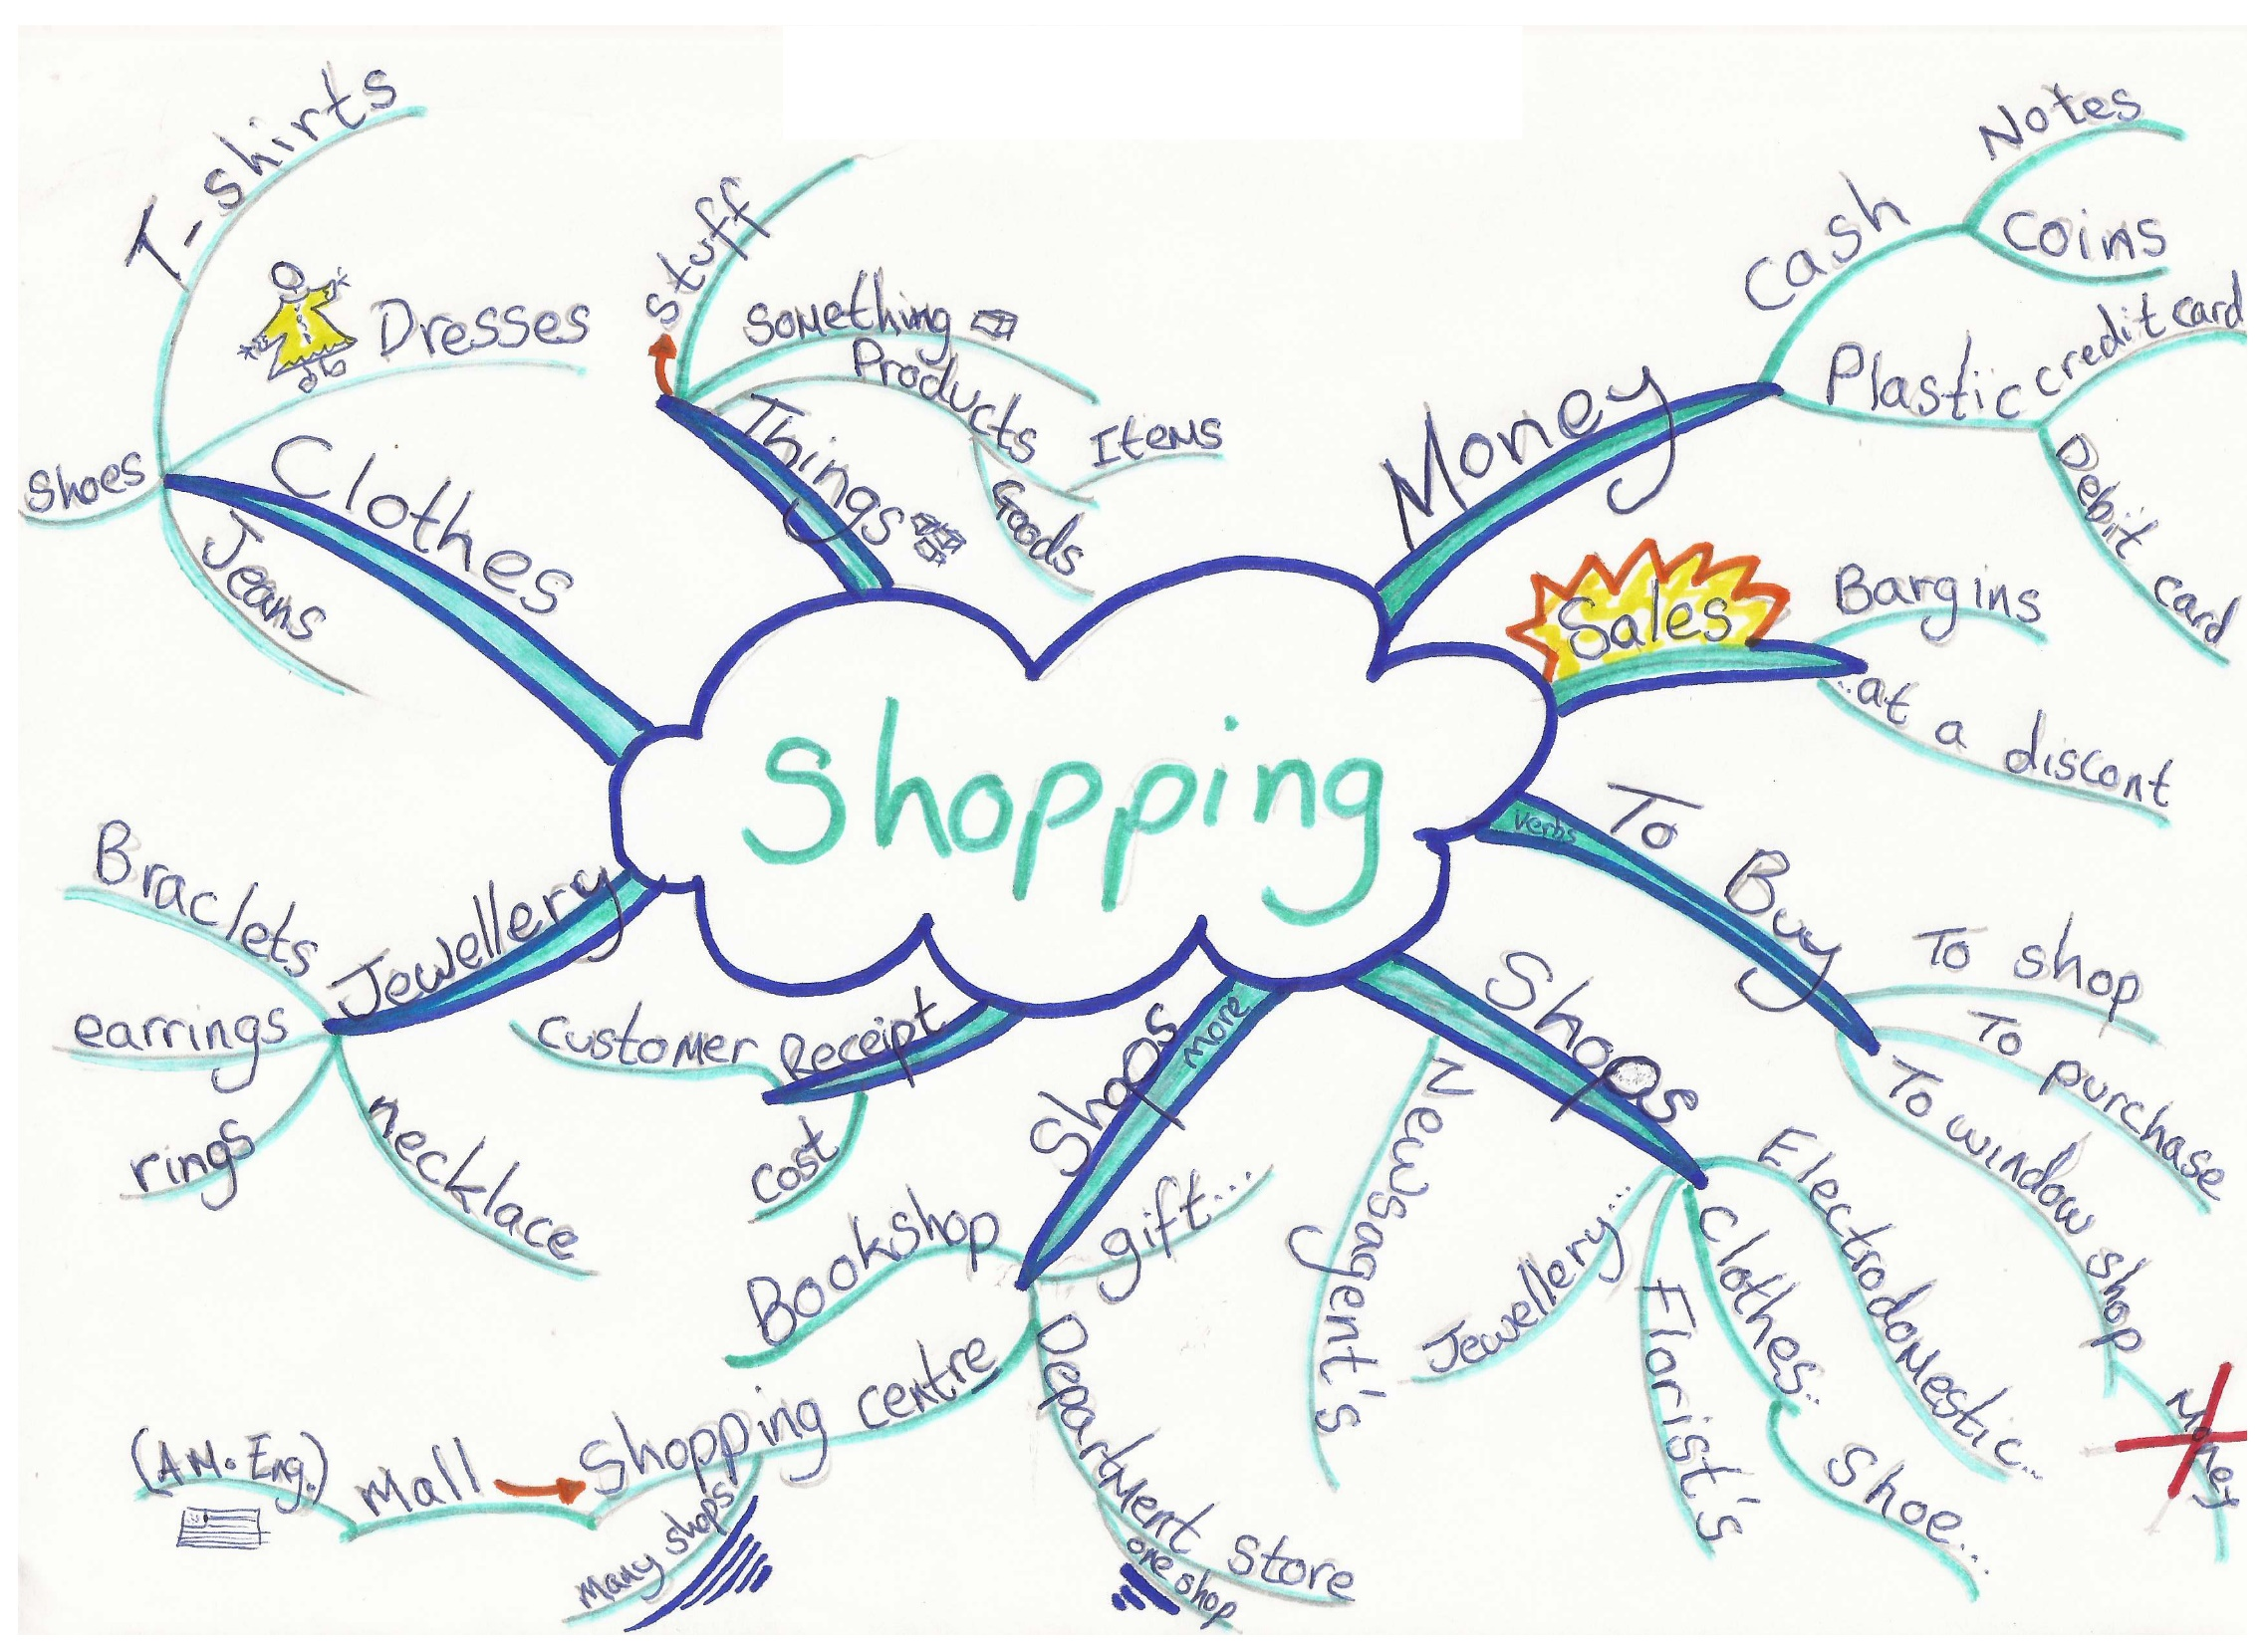 Shopping
Money
Cash
Notes
Coins
Plastic
credit card
Debit card
Sales
Bargins
..at a discont
verbs
To Buy
To shop
To purchase
To window shop
Money
Shops
Electrodomestic...
Clothes...
Shoe...
Florist's
Jewellery...
Newsagent's
more
Shops
gift...
Department store
one shop
Shopping centre
many shops
Mall
(AM. Eng.)
Bookshop
Receipt
customer
cost
Jewellery
Braclets
earrings
rings
necklace
Clothes
T-shirts
Dresses
Shoes
Jeans
Things
Stuff
Something
Products
Items
Goods